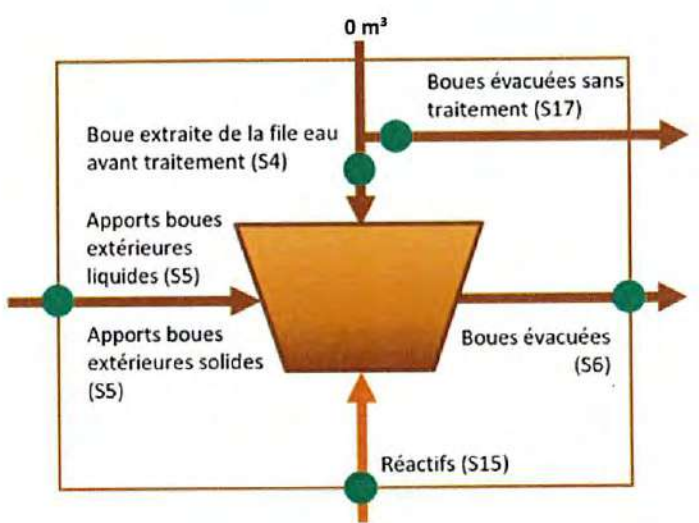 0 m³
Boues évacuées sans
traitement (S17)
Boue extraite de la file eau
avant traitement (S4)
Apports boues
extérieures
liquides (S5)
Apports boues
extérieures solides
(S5)
Boues évacuées
(S6)
Réactifs (S15)